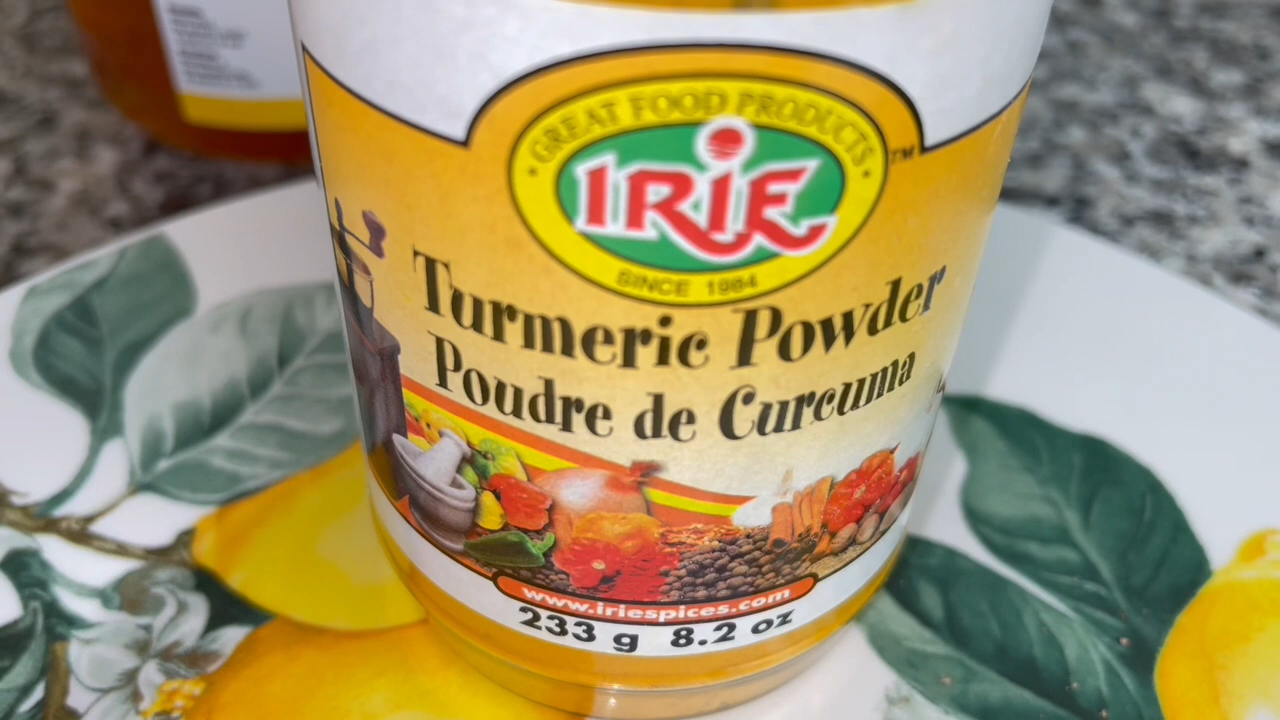 GREAT FOOD PRODUCTS
IRIE
TM
SINCE 1984
Turmeric Powder
Poudre de Curcuma
www.iriespices.com
233 g 8.2 oz